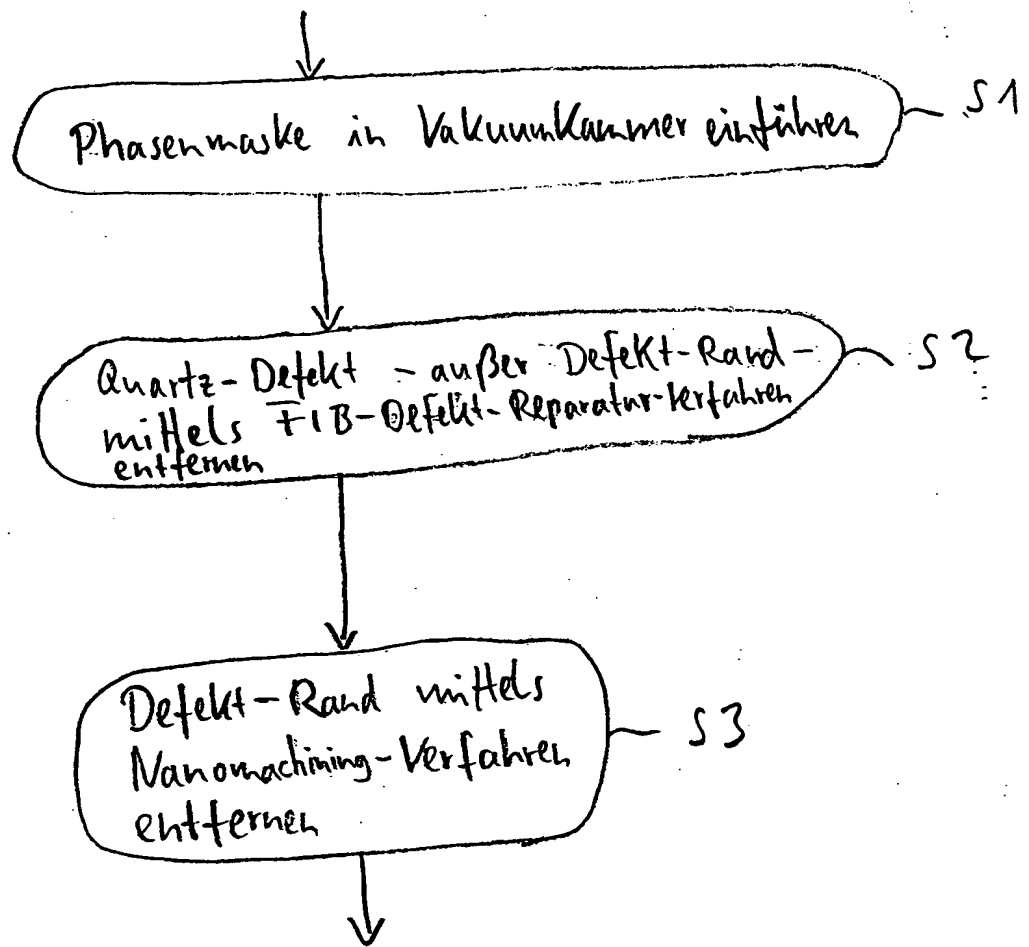 Phasenmaske in Vakuumkammer einführen
S1
Quartz-Defekt - außer Defekt-Rand-
mittels FIB-Defekt-Reparatur-Verfahren
entfernen
S2
Defekt-Rand mittels
Nanomachining-Verfahren
entfernen
S3